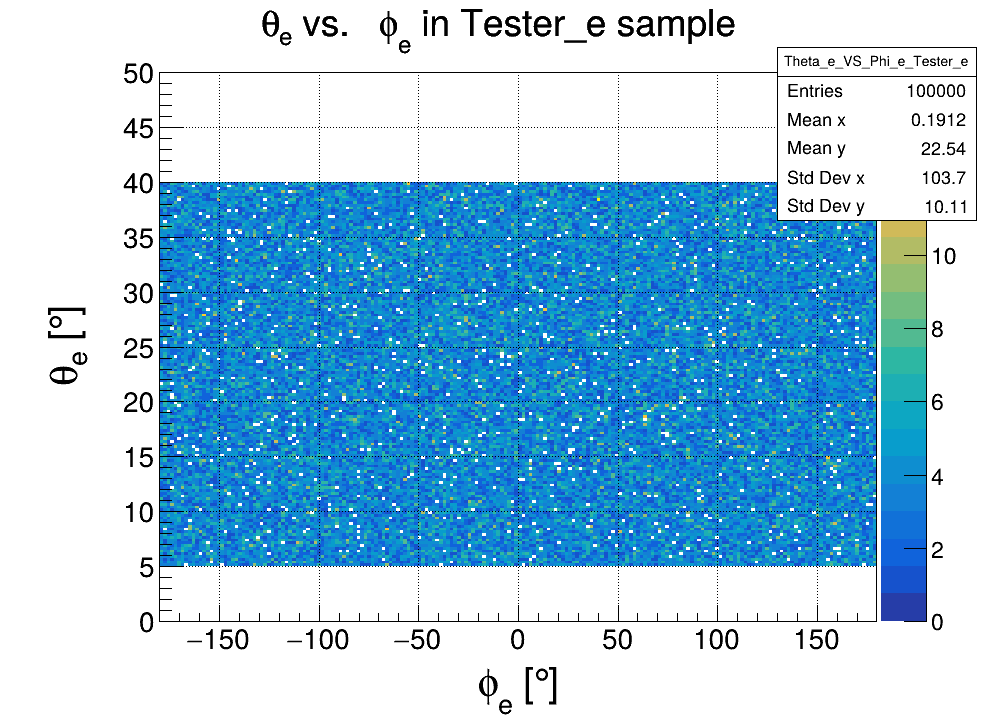 θe vs. ϕe in Tester_e sample
Theta_e_VS_Phi_e_Tester_e
Entries 100000
Mean x 0.1912
Mean y 22.54
Std Dev x 103.7
Std Dev y 10.11
50
45
40
35
30
25
20
15
10
5
0
θe [°]
10
8
6
4
2
0
−150 −100 −50 0 50 100 150
ϕe [°]